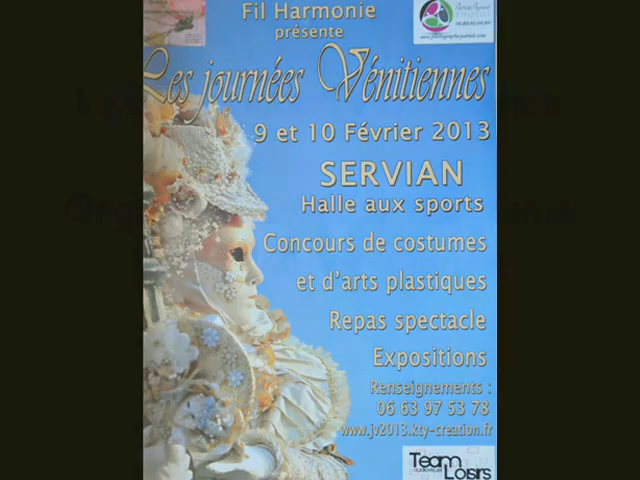 Fil Harmonie
présente
Les journées Vénitiennes
9 et 10 Février 2013
SERVIAN
Halle aux sports
Concours de costumes
et d'arts plastiques
Repas spectacle
Expositions
Renseignements :
06 63 97 53 78
www.jv2013.kty-creation.fr
Team
Loisirs